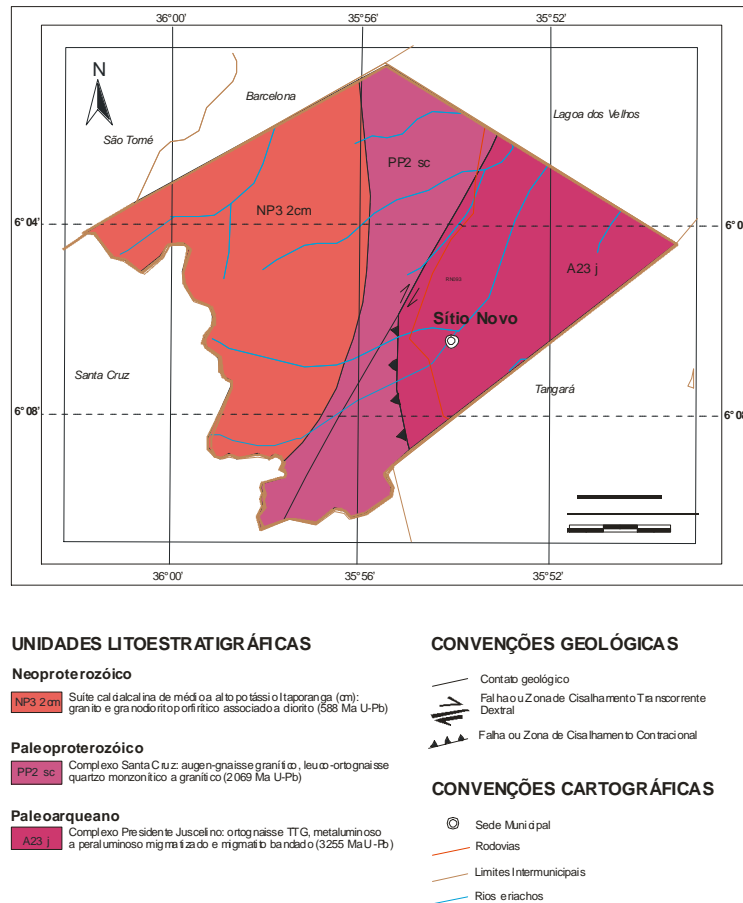 36°00' 35°56' 35°52'
N
Barcelona
Lagoa dos Velhos
São Tomé
PP2 sc
NP3 2cm
6°04' 6°0
A23 j
Sítio Novo
Santa Cruz
Tangará
6°08' 6°08
36°00' 35°56' 35°52'
UNIDADES LITOESTRATIGRÁFICAS
Neoproterozóico
NP3 2cm Suíte calcialcalina de médio a alto potássio Itaporanga (cm):
granito e granodiorito porfirítico associado a diorito (588 Ma U-Pb)
Paleoproterozóico
PP2 sc Complexo Santa Cruz: augen-gnaisse granítico, leuco-ortognaisse
quartzo monzonítico a granítico (2069 Ma U-Pb)
Paleoarqueano
A23 j Complexo Presidente Juscelino: ortognaisse TTG, metaluminoso
a peraluminoso migmatizado e migmatito bandado (3255 Ma U-Pb)
CONVENÇÕES GEOLÓGICAS
Contato geológico
Falha ou Zona de Cisalhamento Transcorrente
Dextral
Falha ou Zona de Cisalhamento Contracional
CONVENÇÕES CARTOGRÁFICAS
Sede Municipal
Rodovias
Limites Intermunicipais
Rios e riachos